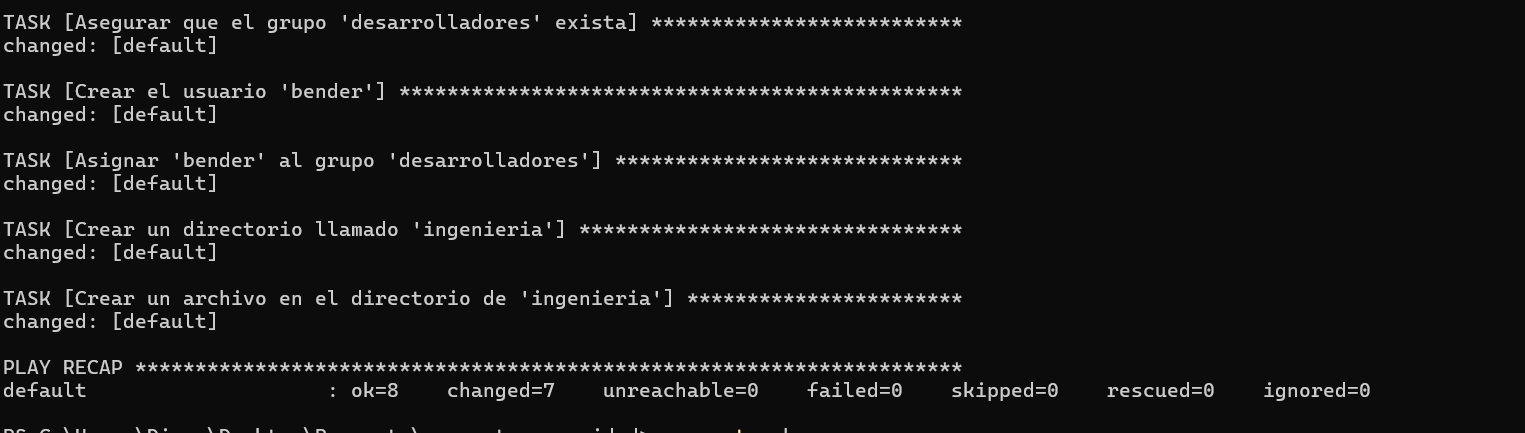 TASK [Asegurar que el grupo 'desarrolladores' exista] **************************
changed: [default]
TASK [Crear el usuario 'bender'] ***********************************************
changed: [default]
TASK [Asignar 'bender' al grupo 'desarrolladores'] *****************************
changed: [default]
TASK [Crear un directorio llamado 'ingenieria'] ********************************
changed: [default]
TASK [Crear un archivo en el directorio de 'ingenieria'] ***********************
changed: [default]
PLAY RECAP *********************************************************************
default : ok=8 changed=7 unreachable=0 failed=0 skipped=0 rescued=0 ignored=0